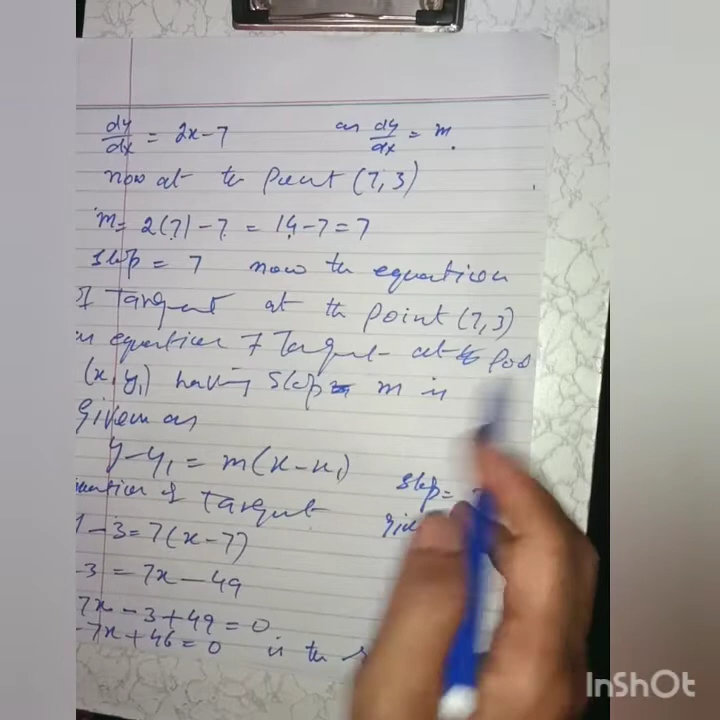 dy/dx = 2x-7 as dy/dx = m.
now at the Point (7,3)
m= 2(7)-7 = 14-7=7
slop = 7 now the equation
of Tangent at the point (7,3)
equation of Tangent at
(x, y₁) having Slop m is
given as
y-y₁ = m(x-x₁)
of Tangent slop=
-3=7(x-7)
-3 = 7x-49
7x-3+49=0
-7x+46=0 is the
InShOt